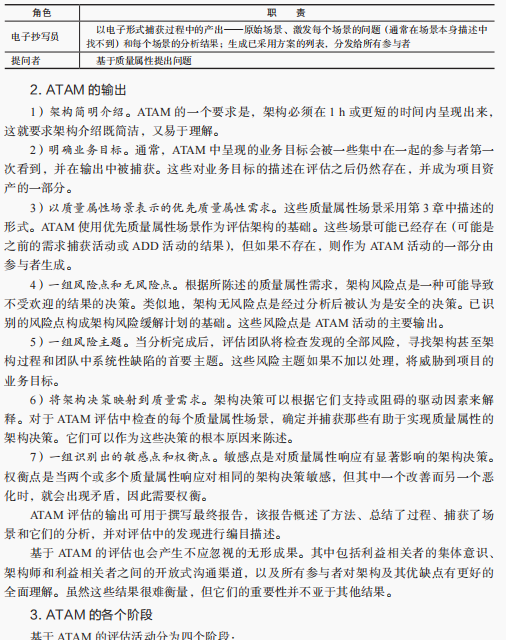 角色 职 责
电子抄写员 以电子形式捕获过程中的产出——原始场景、激发每个场景的问题（通常在场景本身描述中
找不到）和每个场景的分析结果；生成已采用方案的列表，分发给所有参与者
提问者 基于质量属性提出问题
2. ATAM 的输出
1）架构简明介绍。ATAM 的一个要求是，架构必须在 1 h 或更短的时间内呈现出来，
这就要求架构介绍既简洁，又易于理解。
2）明确业务目标。通常，ATAM 中呈现的业务目标会被一些集中在一起的参与者第一
次看到，并在输出中被捕获。这些对业务目标的描述在评估之后仍然存在，并成为项目资
产的一部分。
3）以质量属性场景表示的优先质量属性需求。这些质量属性场景采用第 3 章中描述的
形式。ATAM 使用优先质量属性场景作为评估架构的基础。这些场景可能已经存在（可能是
之前的需求捕获活动或 ADD 活动的结果），但如果不存在，则作为 ATAM 活动的一部分由
参与者生成。
4）一组风险点和无风险点。根据所陈述的质量属性需求，架构风险点是一种可能导致
不受欢迎的结果的决策。类似地，架构无风险点是经过分析后被认为是安全的决策。已识
别的风险点构成架构风险缓解计划的基础。这些风险点是 ATAM 活动的主要输出。
5）一组风险主题。当分析完成后，评估团队将检查发现的全部风险，寻找架构甚至架
构过程和团队中系统性缺陷的首要主题。这些风险主题如果不加以处理，将威胁到项目的
业务目标。
6）将架构决策映射到质量需求。架构决策可以根据它们支持或阻碍的驱动因素来解
释。对于 ATAM 评估中检查的每个质量属性场景，确定并捕获那些有助于实现质量属性的
架构决策。它们可以作为这些决策的根本原因来陈述。
7）一组识别出的敏感点和权衡点。敏感点是对质量属性响应有显著影响的架构决策。
权衡点是当两个或多个质量属性响应对相同的架构决策敏感，但其中一个改善而另一个恶
化时，就会出现矛盾，因此需要权衡。
ATAM 评估的输出可用于撰写最终报告，该报告概述了方法、总结了过程、捕获了场
景和它们的分析，并对评估中的发现进行编目描述。
基于 ATAM 的评估也会产生不应忽视的无形成果。其中包括利益相关者的集体意识、
架构师和利益相关者之间的开放式沟通渠道，以及所有参与者对架构及其优缺点有更好的
全面理解。虽然这些结果很难衡量，但它们的重要性并不亚于其他结果。
3. ATAM 的各个阶段
基于 ATAM 的评估活动分为四个阶段：